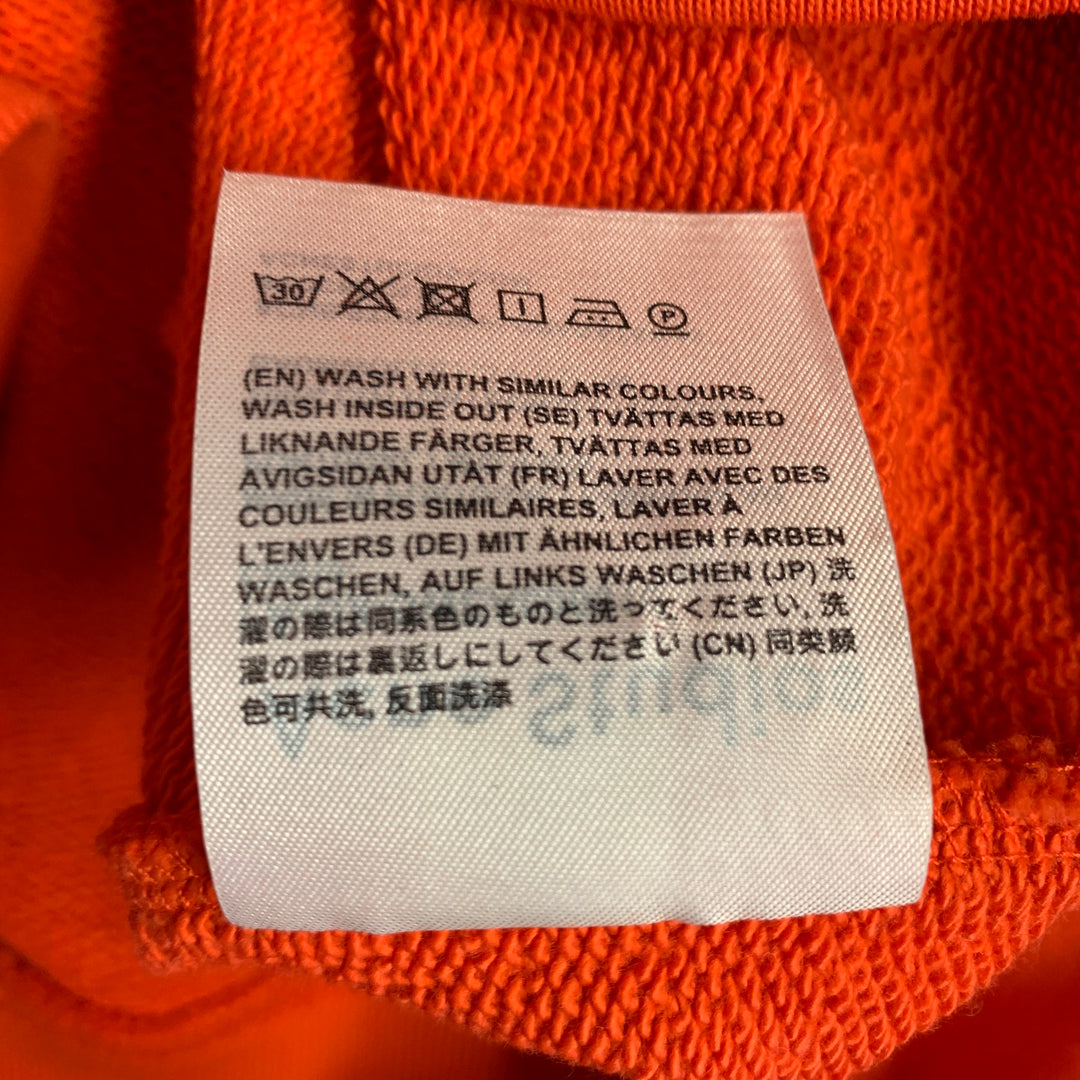 30 P
(EN) WASH WITH SIMILAR COLOURS,
WASH INSIDE OUT (SE) TVÄTTAS MED
LIKNANDE FÄRGER, TVÄTTAS MED
AVIGSIDAN UTÅT (FR) LAVER AVEC DES
COULEURS SIMILAIRES, LAVER À
L'ENVERS (DE) MIT ÄHNLICHEN FARBEN
WASCHEN, AUF LINKS WASCHEN (JP) 洗
濯の際は同系色のものと洗ってください, 洗
濯の際は裏返しにしてください (CN) 同类颜
色可共洗, 反面洗涤